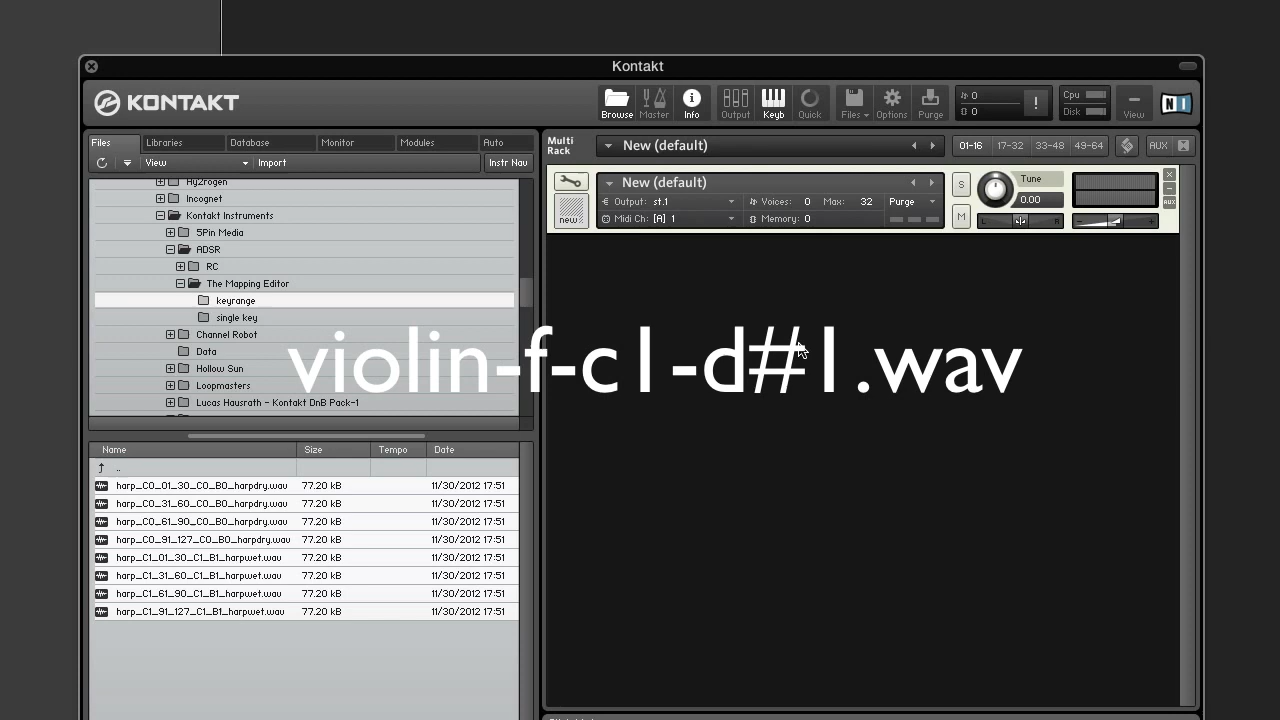 Kontakt
KONTAKT
Browse
Master
Info
Output
Keyb
Quick
Files
Options
Purge
0
0
!
Cpu
Disk
View
NI
Files
Libraries
Database
Monitor
Modules
Auto
View
Import
Instr Nav
Hy2rogen
Incognet
Kontakt Instruments
5Pin Media
ADSR
RC
The Mapping Editor
keyrange
single key
Channel Robot
Data
Hollow Sun
Loopmasters
Lucas Hausrath - Kontakt DnB Pack-1
Name Size Tempo Date
..
harp_C0_01_30_C0_B0_harpdry.wav 77.20 kB 11/30/2012 17:51
harp_C0_31_60_C0_B0_harpdry.wav 77.20 kB 11/30/2012 17:51
harp_C0_61_90_C0_B0_harpdry.wav 77.20 kB 11/30/2012 17:51
harp_C0_91_127_C0_B0_harpdry.wav 77.20 kB 11/30/2012 17:51
harp_C1_01_30_C1_B1_harpwet.wav 77.20 kB 11/30/2012 17:51
harp_C1_31_60_C1_B1_harpwet.wav 77.20 kB 11/30/2012 17:51
harp_C1_61_90_C1_B1_harpwet.wav 77.20 kB 11/30/2012 17:51
harp_C1_91_127_C1_B1_harpwet.wav 77.20 kB 11/30/2012 17:51
Multi
Rack
New (default)
01-16
17-32
33-48
49-64
AUX
new
New (default)
Output: st.1
Voices: 0 Max: 32
Purge
Midi Ch: [A] 1
Memory: 0
S
M
Tune
0.00
L
R
AUX
violin-f-c1-d#1.wav